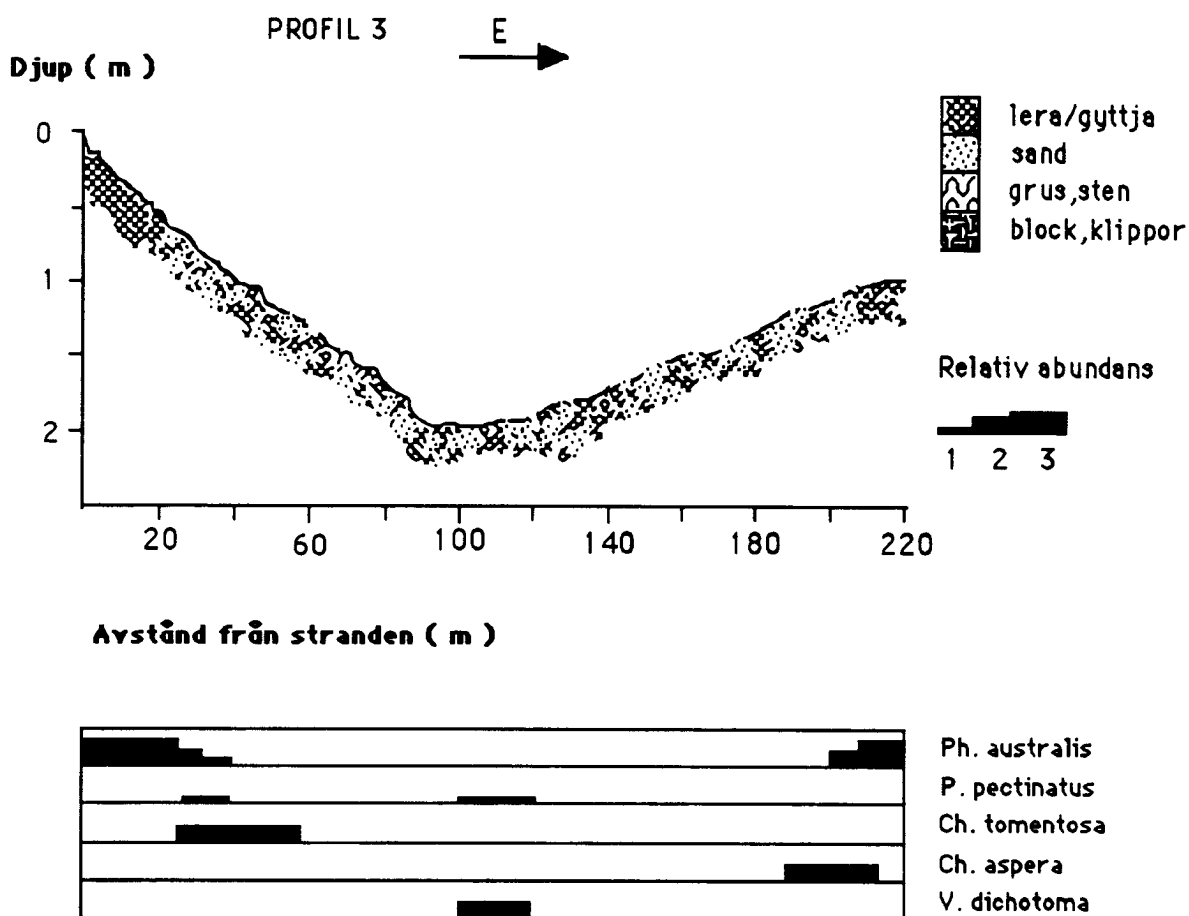 PROFIL 3
E
Djup ( m )
0
1
2
20 60 100 140 180 220
lera/gyttja
sand
grus,sten
block,klippor
Relativ abundans
1 2 3
Avstånd från stranden ( m )
Ph. australis
P. pectinatus
Ch. tomentosa
Ch. aspera
V. dichotoma